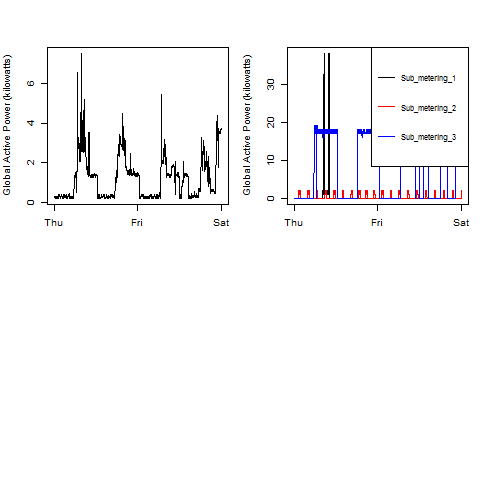 Global Active Power (kilowatts)
0
2
4
6
Thu
Fri
Sat
Global Active Power (kilowatts)
0
10
20
30
Thu
Fri
Sat
Sub_metering_1
Sub_metering_2
Sub_metering_3